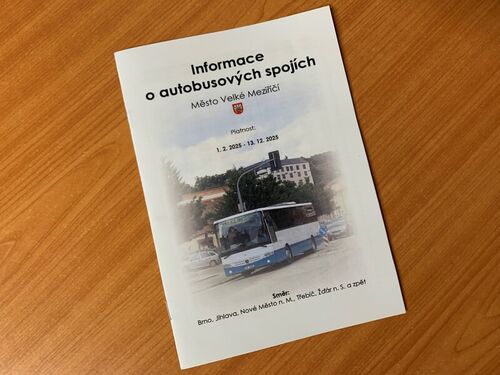 Informace
o autobusových spojích
Město Velké Meziříčí
Platnost:
1. 2. 2025 - 13. 12. 2025
Směr:
Brno, Jihlava, Nové Město n. M., Třebíč, Žďár n. S. a zpět